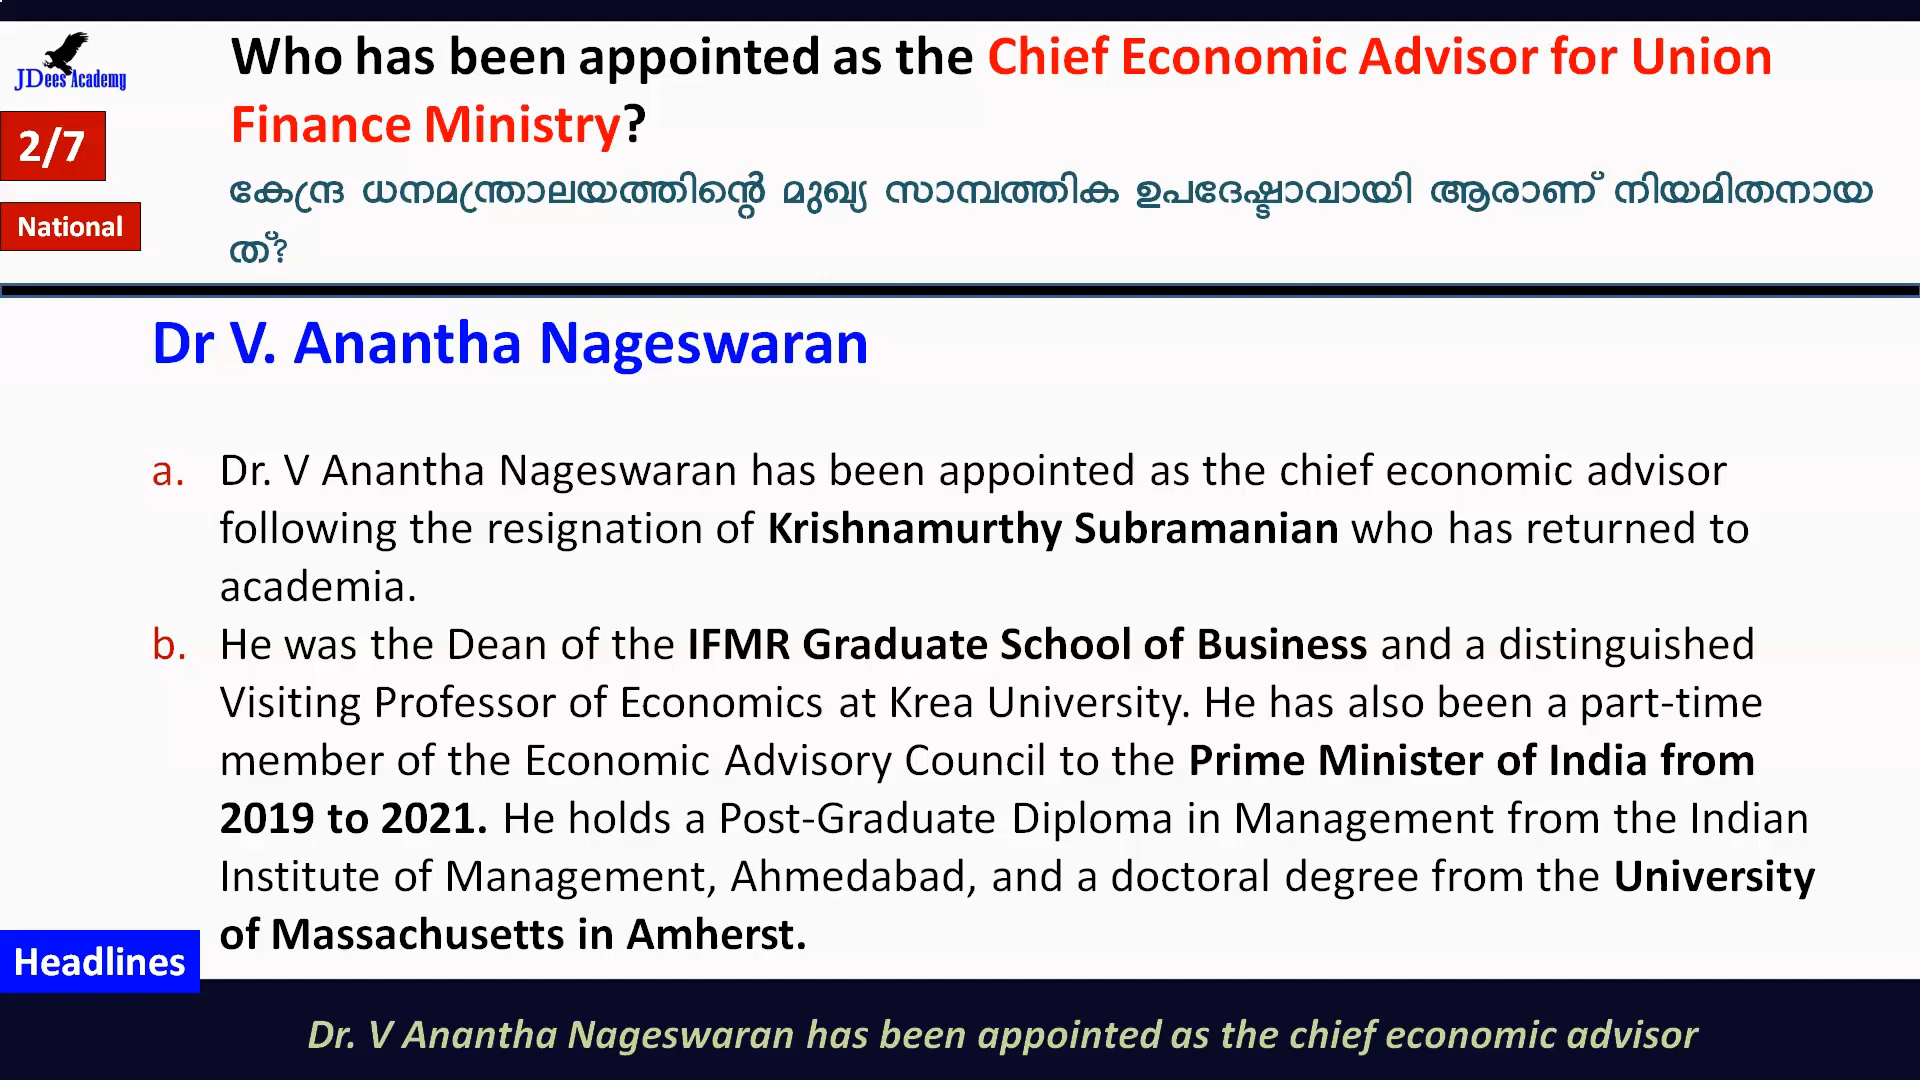 JDees Academy
Who has been appointed as the Chief Economic Advisor for Union
Finance Ministry?
2/7
കേന്ദ്ര ധനമന്ത്രാലയത്തിന്റെ മുഖ്യ സാമ്പത്തിക ഉപദേഷ്ടാവായി ആരാണ് നിയമിതനായ
ത്?
National
Dr V. Anantha Nageswaran
a. Dr. V Anantha Nageswaran has been appointed as the chief economic advisor
following the resignation of Krishnamurthy Subramanian who has returned to
academia.
b. He was the Dean of the IFMR Graduate School of Business and a distinguished
Visiting Professor of Economics at Krea University. He has also been a part-time
member of the Economic Advisory Council to the Prime Minister of India from
2019 to 2021. He holds a Post-Graduate Diploma in Management from the Indian
Institute of Management, Ahmedabad, and a doctoral degree from the University
of Massachusetts in Amherst.
Headlines
Dr. V Anantha Nageswaran has been appointed as the chief economic advisor